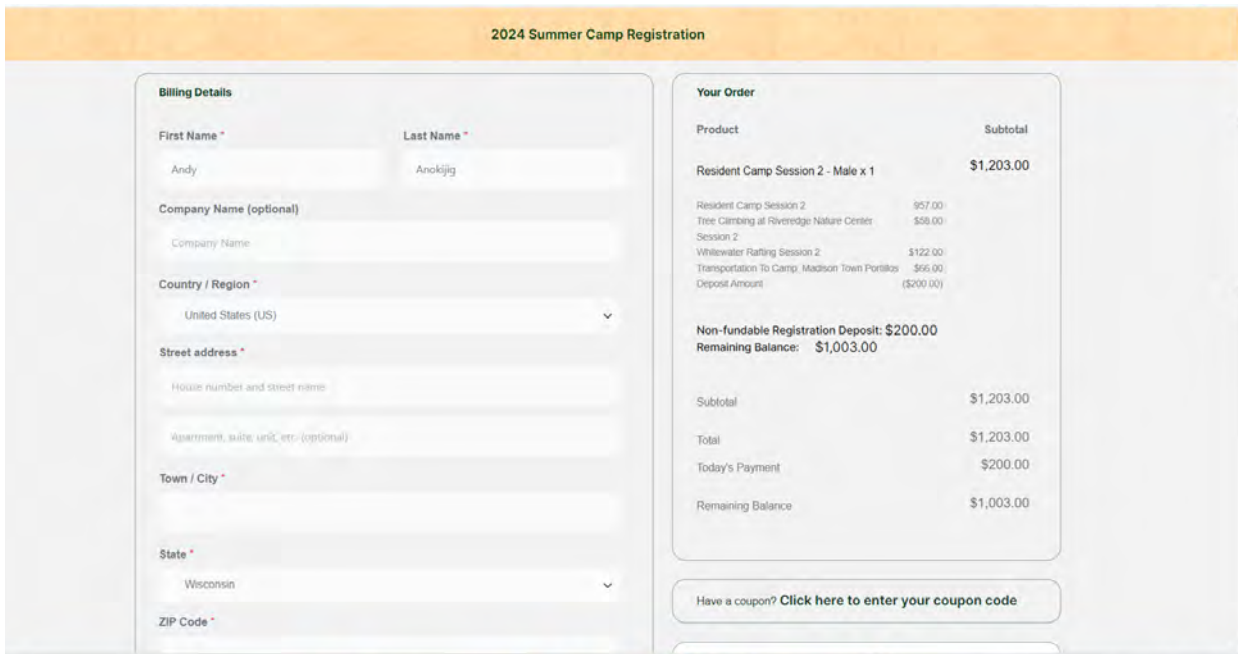 2024 Summer Camp Registration
Billing Details
First Name *
Last Name *
Andy
Anokijig
Company Name (optional)
Company Name
Country / Region *
United States (US)
Street address *
House number and street name
Apartment, suite, unit, etc. (optional)
Town / City *
State *
Wisconsin
ZIP Code *
Your Order
Product Subtotal
Resident Camp Session 2 - Male x 1 $1,203.00
Resident Camp Session 2 957.00
Tree Climbing at Riveredge Nature Center $58.00
Session 2
Whitewater Rafting Session 2 $122.00
Transportation To Camp, Madison Town Portillos $66.00
Deposit Amount ($200.00)
Non-fundable Registration Deposit: $200.00
Remaining Balance: $1,003.00
Subtotal $1,203.00
Total $1,203.00
Today's Payment $200.00
Remaining Balance $1,003.00
Have a coupon? Click here to enter your coupon code